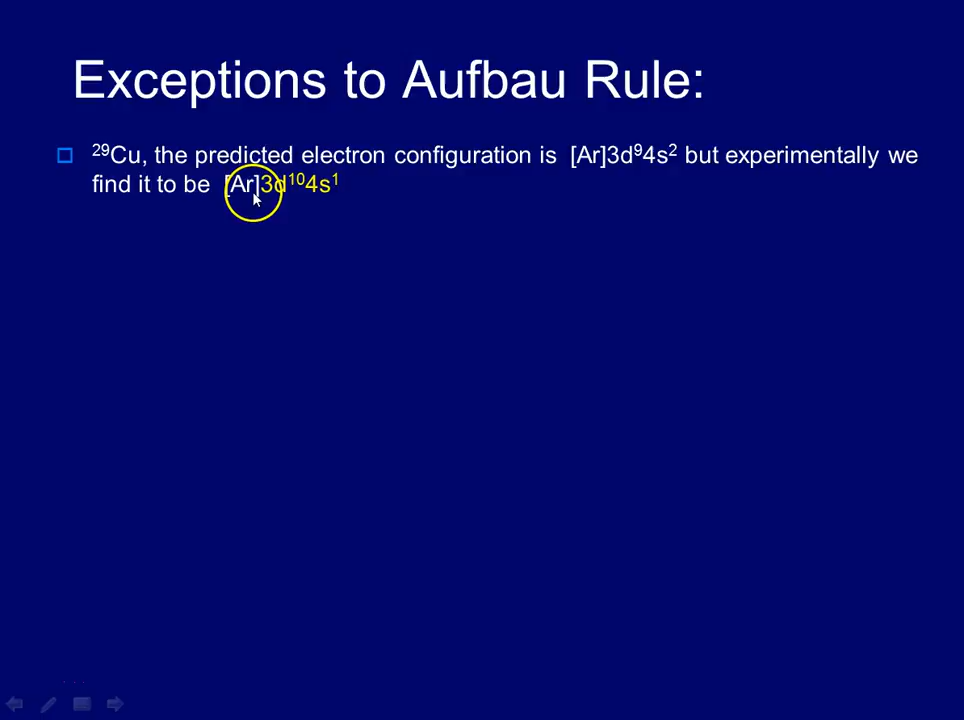 Exceptions to Aufbau Rule:
²⁹Cu, the predicted electron configuration is [Ar]3d⁹4s² but experimentally we
find it to be [Ar]3d¹⁰4s¹